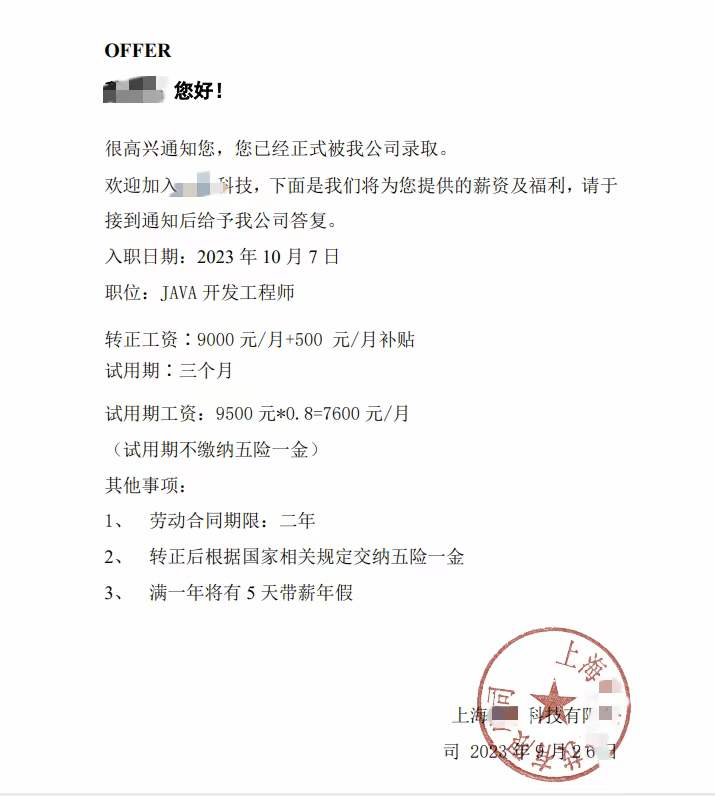 OFFER
您好！
很高兴通知您，您已经正式被我公司录取。
欢迎加入 科技，下面是我们将为您提供的薪资及福利，请于
接到通知后给予我公司答复。
入职日期：2023 年 10 月 7 日
职位：JAVA 开发工程师
转正工资：9000 元/月+500 元/月补贴
试用期：三个月
试用期工资：9500 元*0.8=7600 元/月
（试用期不缴纳五险一金）
其他事项：
1、 劳动合同期限：二年
2、 转正后根据国家相关规定交纳五险一金
3、 满一年将有 5 天带薪年假
上海 科技有限
司 2023 年 9 月 26 日
上海 技有限公司